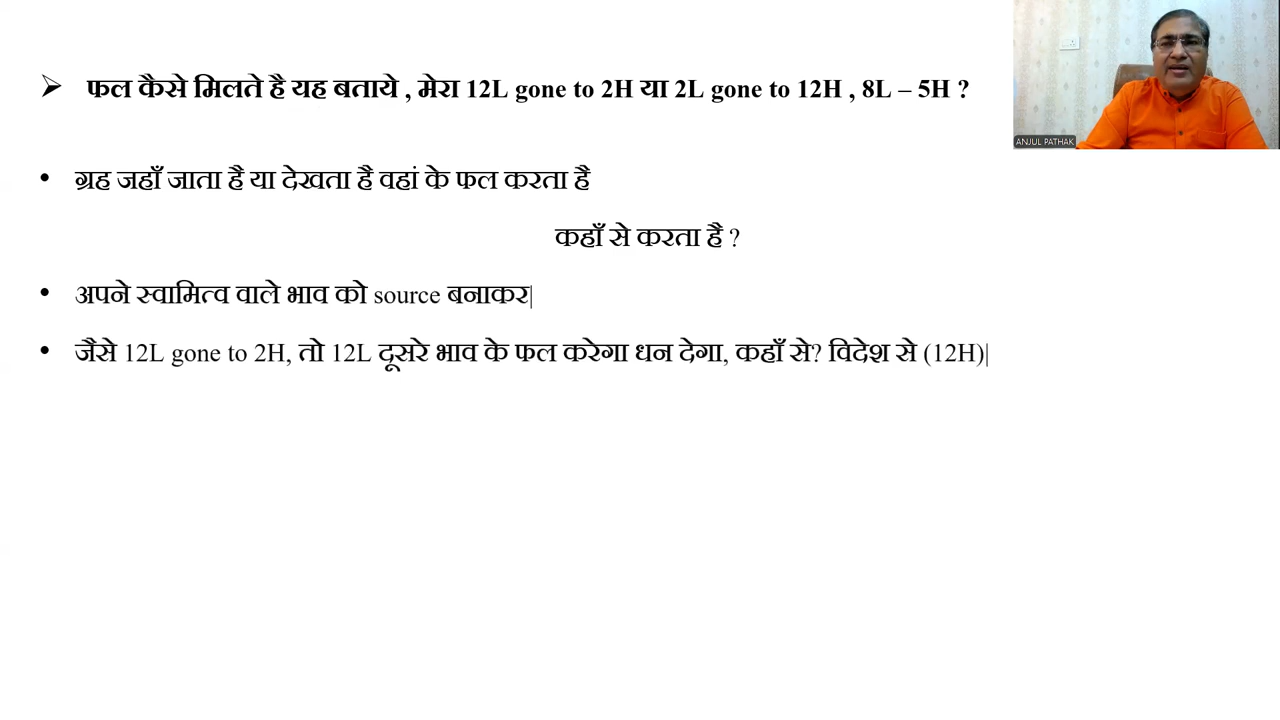 ➢ फल कैसे मिलते है यह बताये , मेरा 12L gone to 2H या 2L gone to 12H , 8L – 5H ?
ANJUL PATHAK
• ग्रह जहाँ जाता है या देखता है वहां के फल करता है
कहाँ से करता है ?
• अपने स्वामित्व वाले भाव को source बनाकर|
• जैसे 12L gone to 2H, तो 12L दूसरे भाव के फल करेगा धन देगा, कहाँ से? विदेश से (12H)|